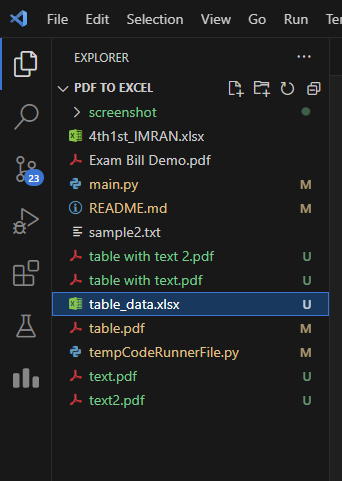 File Edit Selection View Go Run Ter
EXPLORER ...
PDF TO EXCEL
screenshot
4th1st_IMRAN.xlsx
Exam Bill Demo.pdf
main.py M
README.md M
sample2.txt
23
table with text 2.pdf U
table with text.pdf U
table_data.xlsx U
table.pdf M
tempCodeRunnerFile.py M
text.pdf U
text2.pdf U